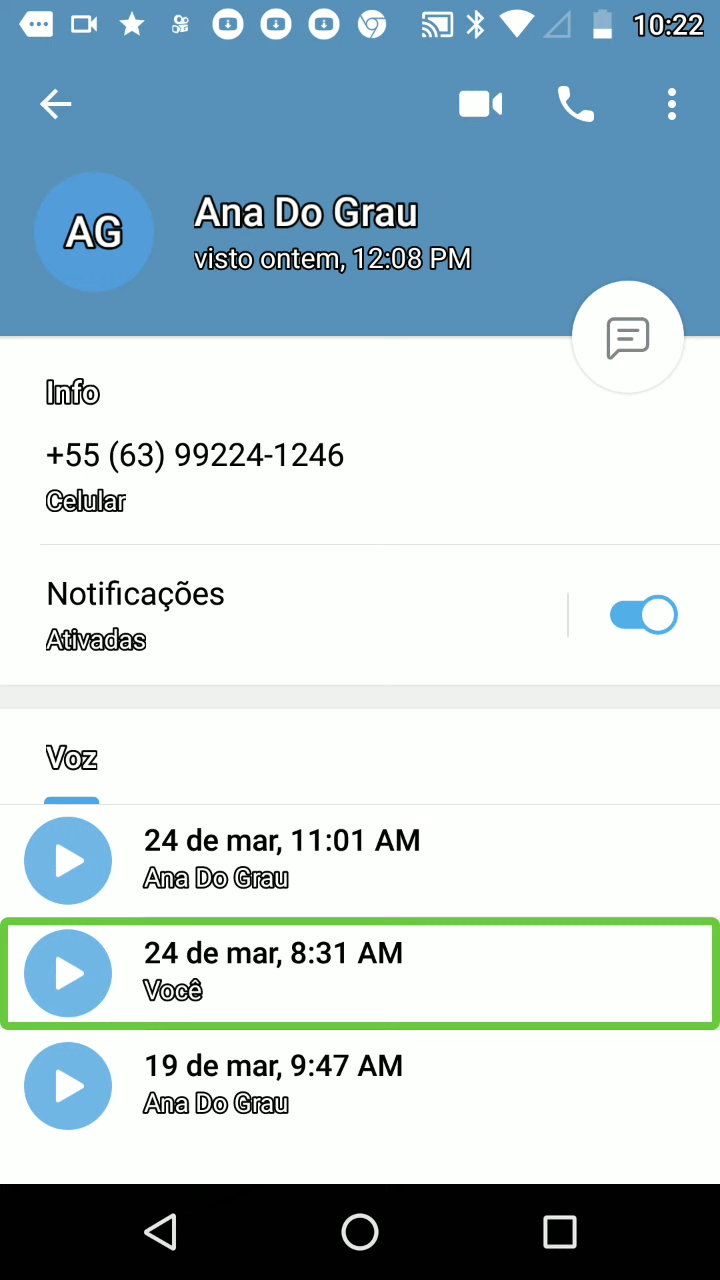 10:22
AG
Ana Do Grau
visto ontem, 12:08 PM
Info
+55 (63) 99224-1246
Celular
Notificações
Ativadas
Voz
24 de mar, 11:01 AM
Ana Do Grau
24 de mar, 8:31 AM
Você
19 de mar, 9:47 AM
Ana Do Grau